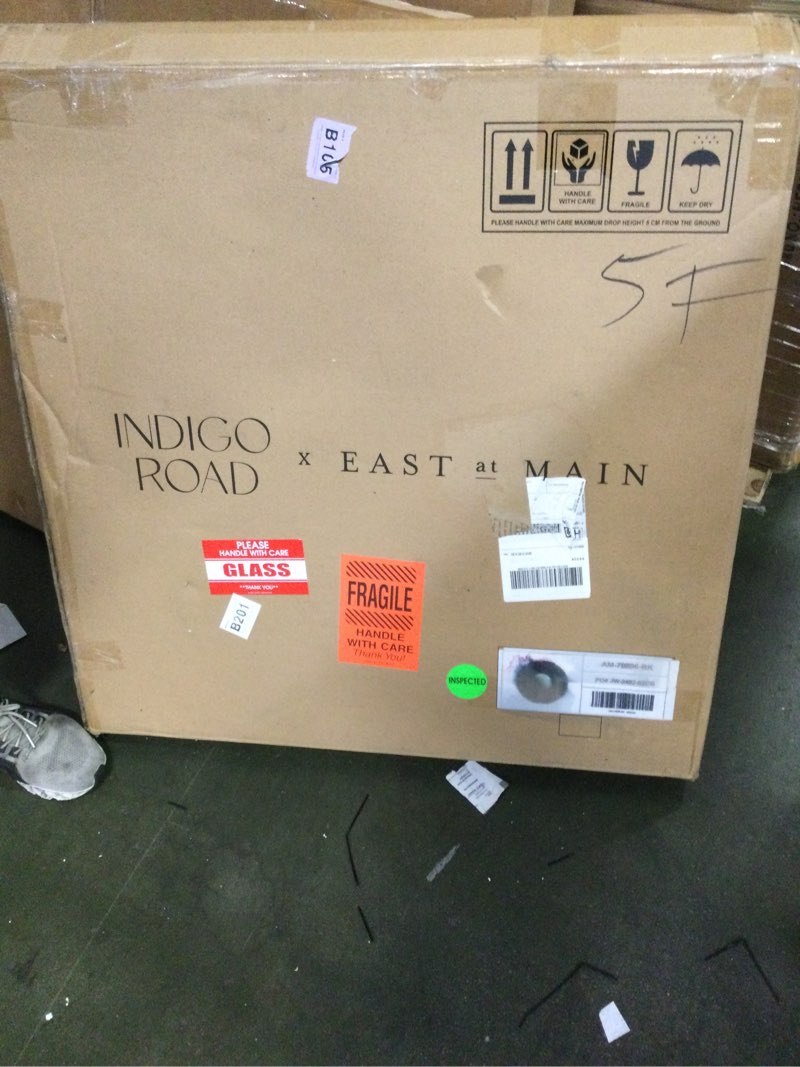 B106
HANDLE
WITH CARE
FRAGILE
KEEP DRY
PLEASE HANDLE WITH CARE MAXIMUM DROP HEIGHT 5 CM FROM THE GROUND
5F
INDIGO
ROAD
x
EAST at MAIN
PLEASE
HANDLE WITH CARE
GLASS
**THANK YOU**
B201
FRAGILE
HANDLE
WITH CARE
Thank You!
INSPECTED